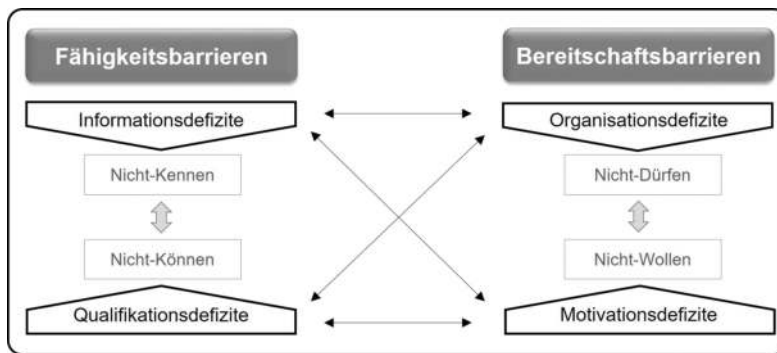 Fähigkeitsbarrieren
Bereitschaftsbarrieren
Informationsdefizite
Organisationsdefizite
Nicht-Kennen
Nicht-Dürfen
Nicht-Können
Nicht-Wollen
Qualifikationsdefizite
Motivationsdefizite